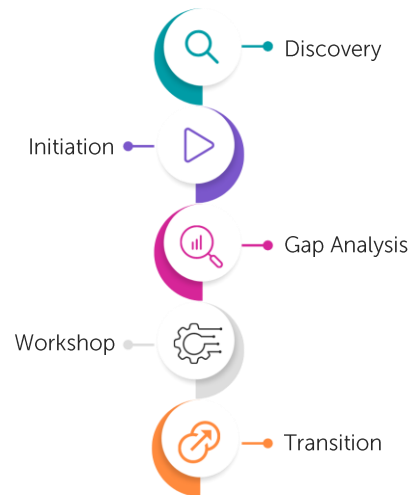 Discovery
Initiation
Gap Analysis
Workshop
Transition